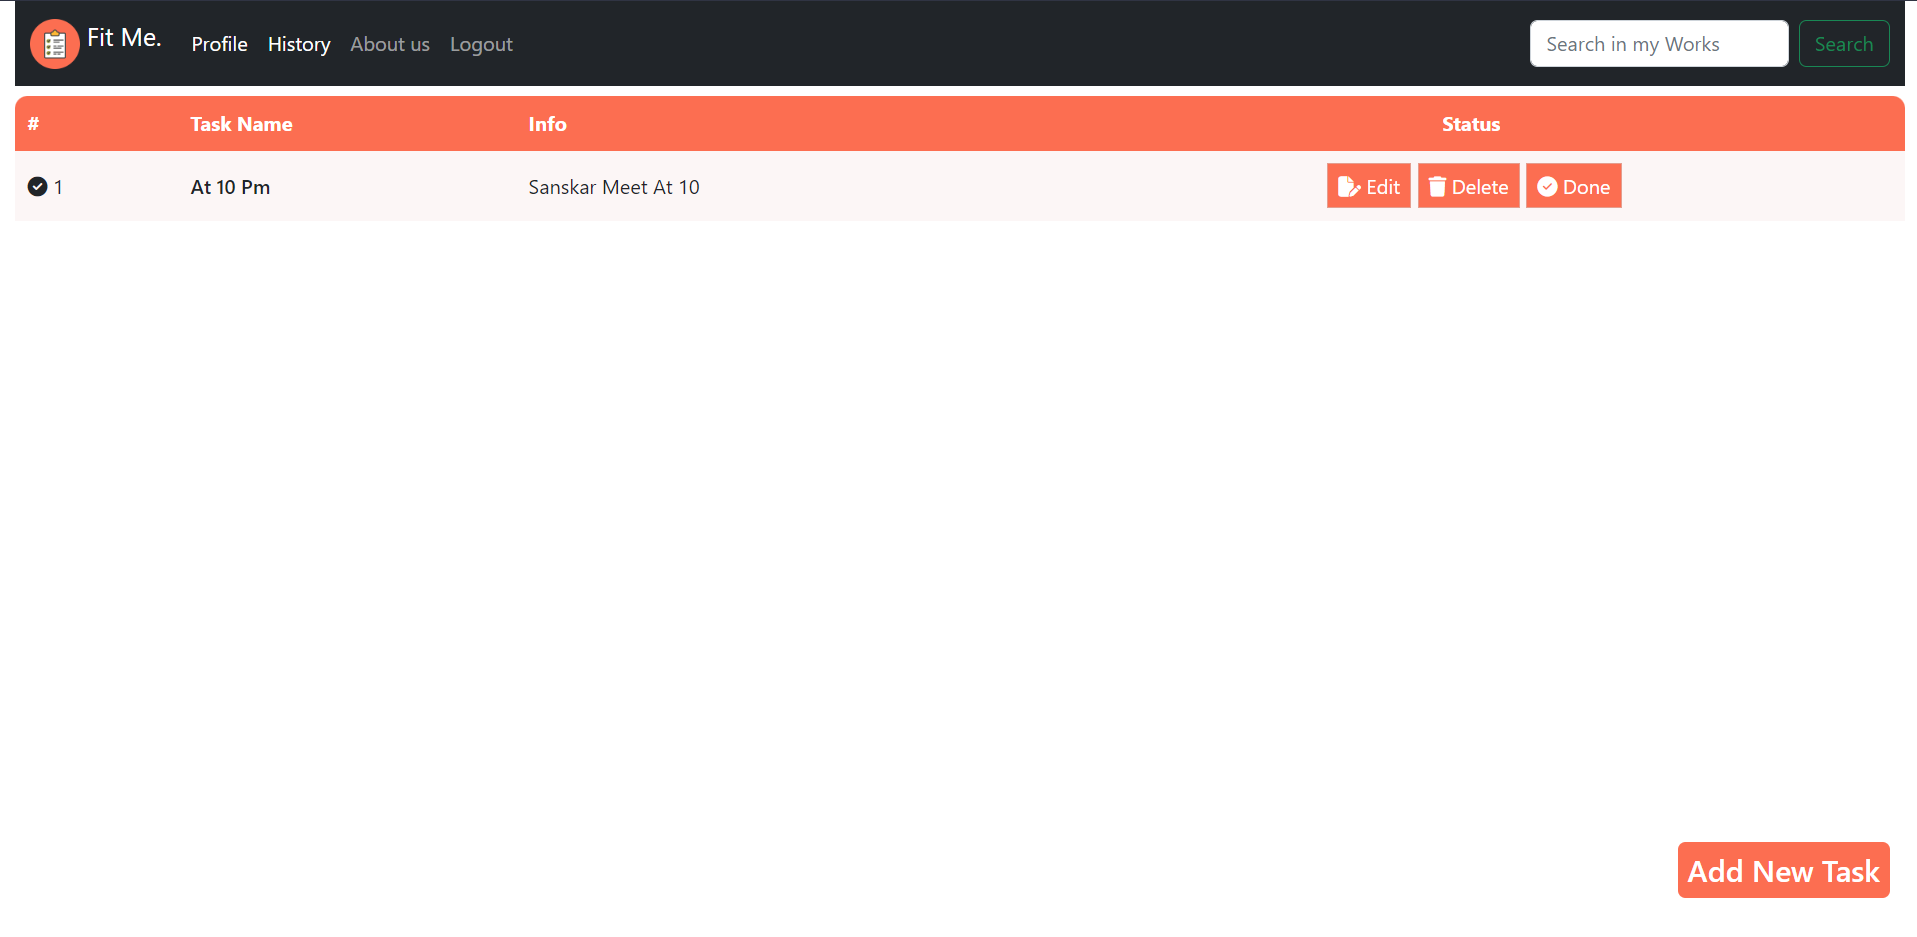 Fit Me. Profile History About us Logout Search in my Works Search
# Task Name Info Status
1 At 10 Pm Sanskar Meet At 10 Edit Delete Done
Add New Task